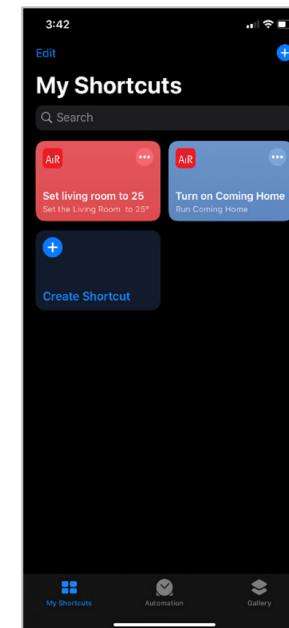 3:42
Edit
My Shortcuts
Search
AiR
AiR
Set living room to 25
Set the Living Room to 25°
Turn on Coming Home
Run Coming Home
Create Shortcut
My Shortcuts
Automation
Gallery